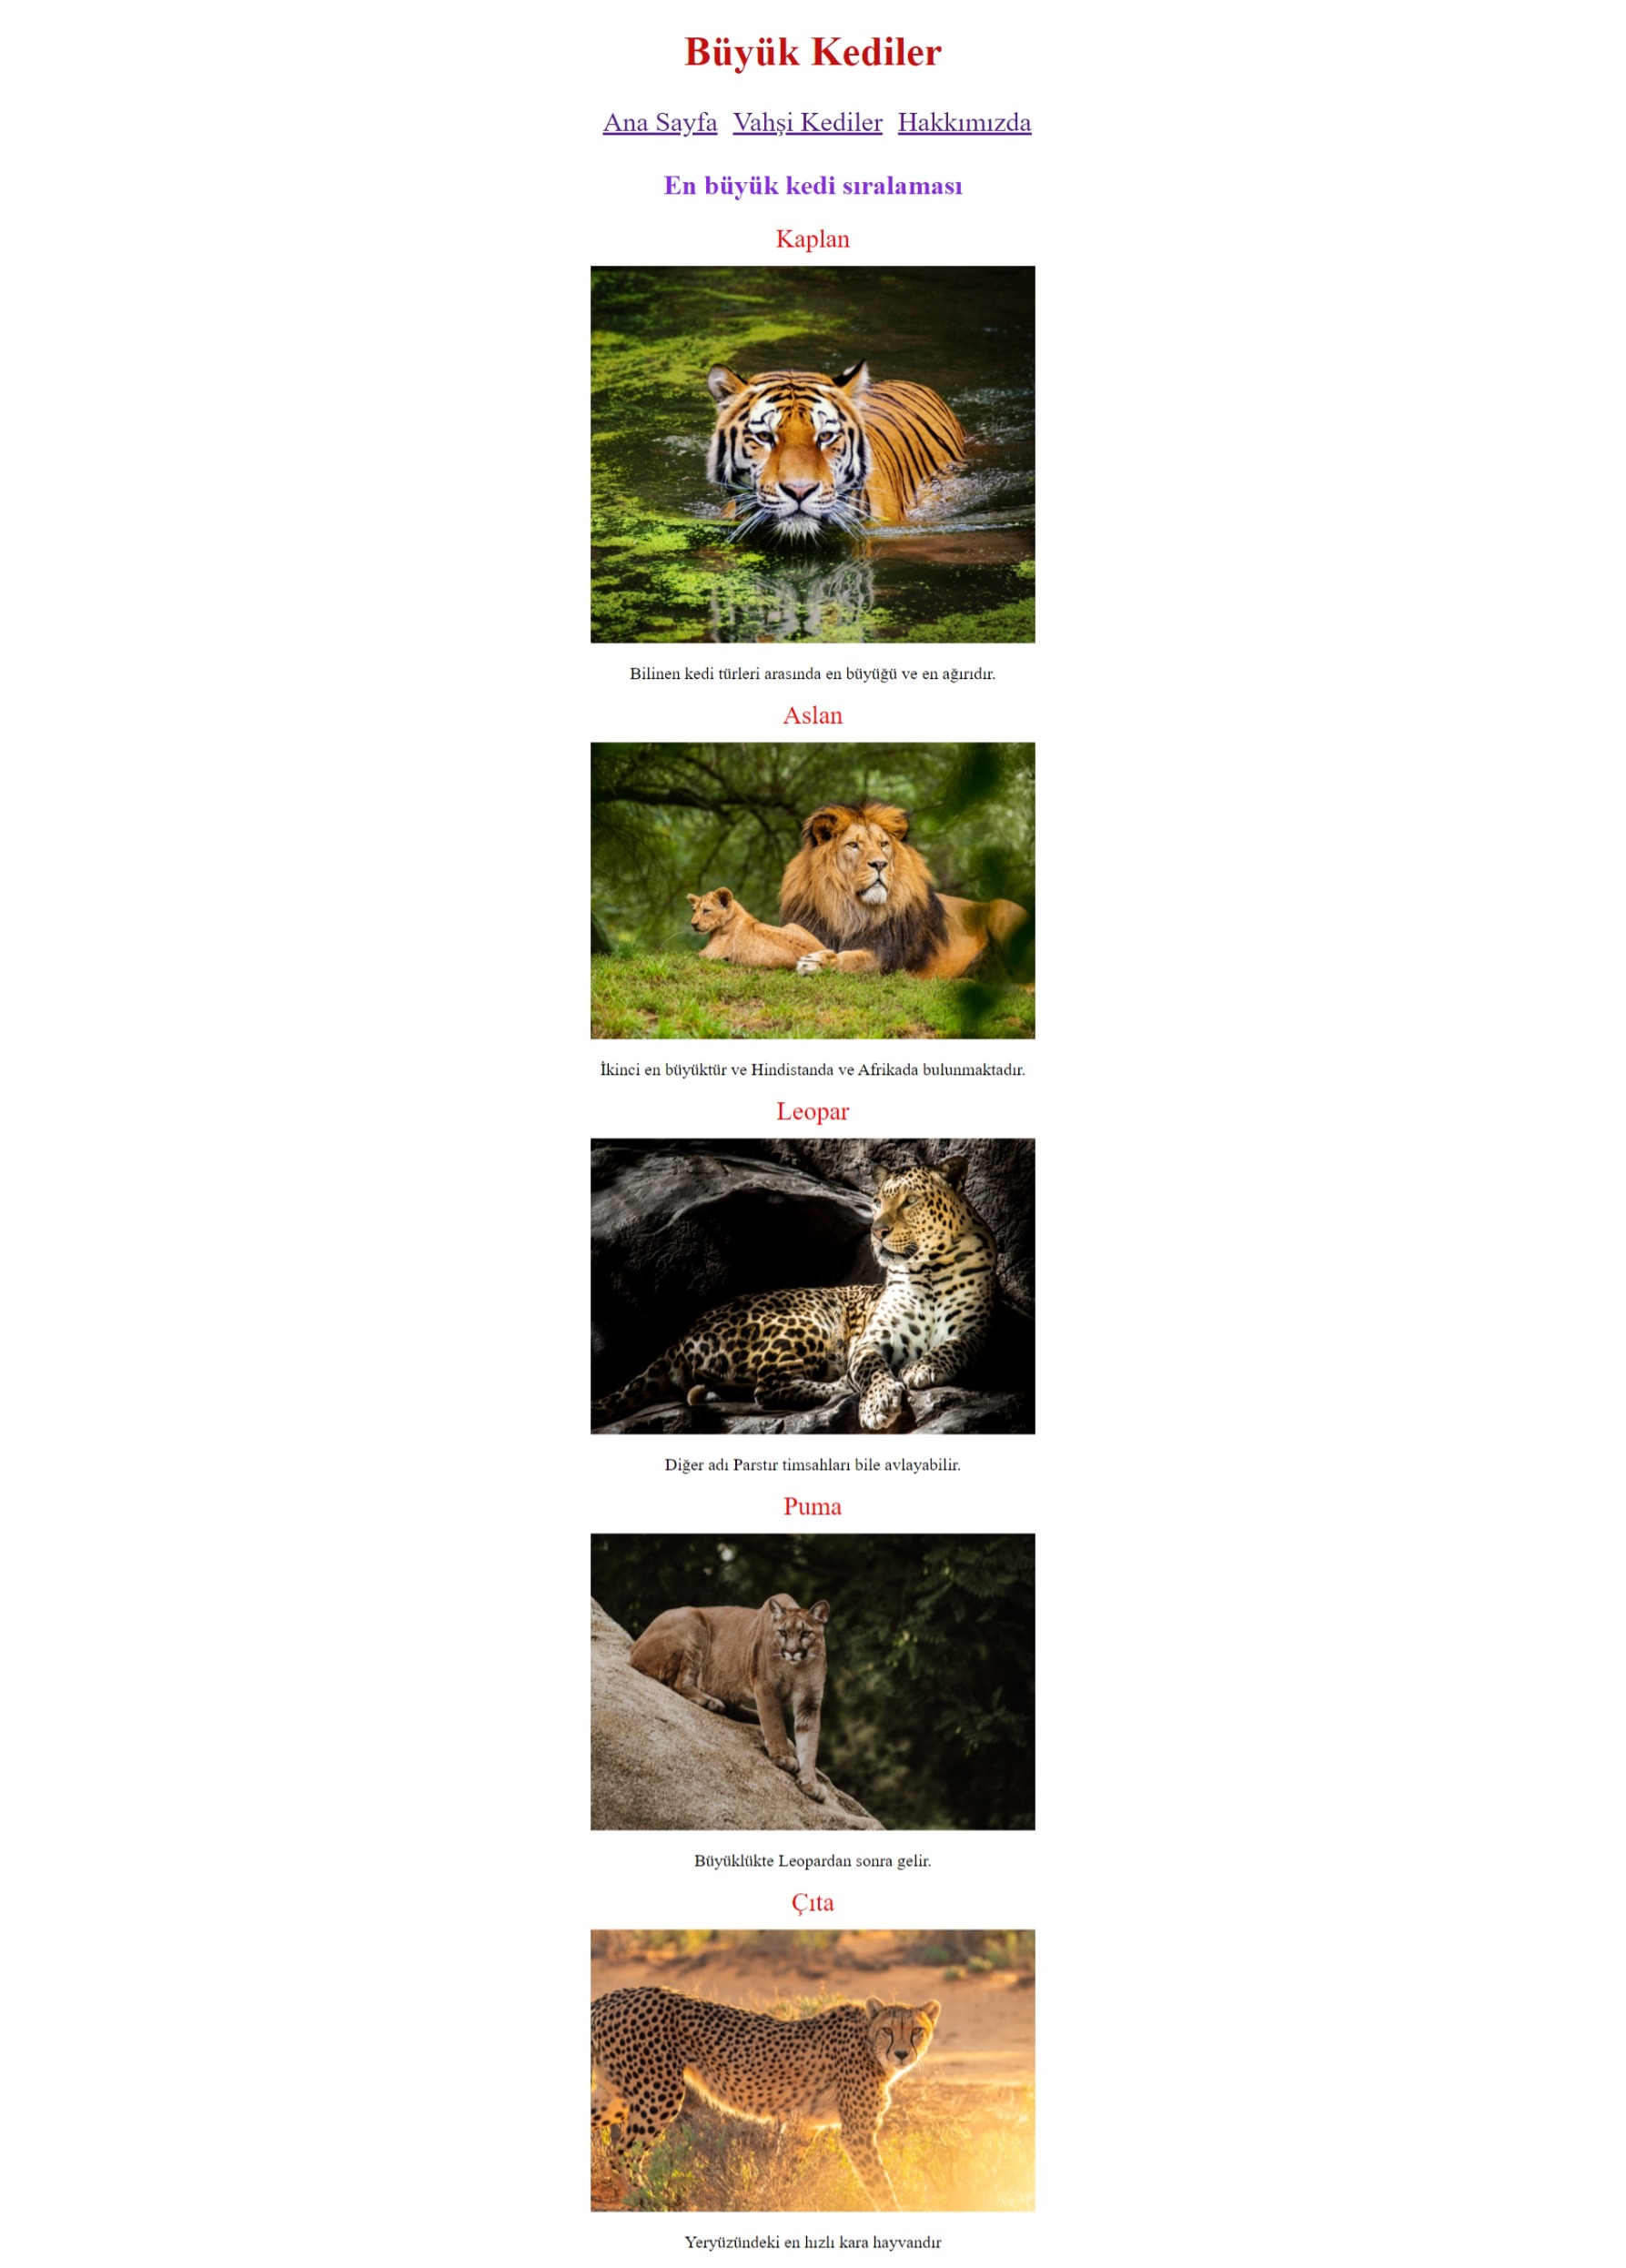 Büyük Kediler
Ana Sayfa Vahşi Kediler Hakkımızda
En büyük kedi sıralaması
Kaplan
Bilinen kedi türleri arasında en büyüğü ve en ağırıdır.
Aslan
İkinci en büyüktür ve Hindistanda ve Afrikada bulunmaktadır.
Leopar
Diğer adı Parstır timsahları bile avlayabilir.
Puma
Büyüklükte Leopardan sonra gelir.
Çıta
Yeryüzündeki en hızlı kara hayvandır